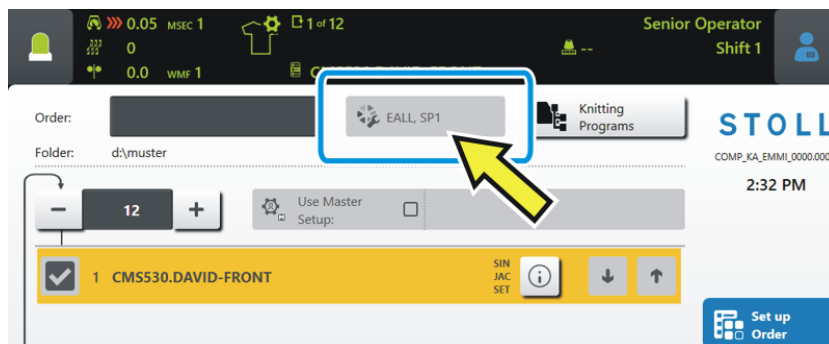 0.05 MSEC 1
1 of 12
Senior Operator
0
--
Shift 1
0.0 WMF 1
Order:
EALL, SP1
Knitting
Programs
STOLL
Folder:
d:\muster
COMP_KA_EMMI_0000.000
2:32 PM
−
12
+
Use Master
Setup:
1 CMS530.DAVID-FRONT
SIN
JAC
SET
Set up
Order